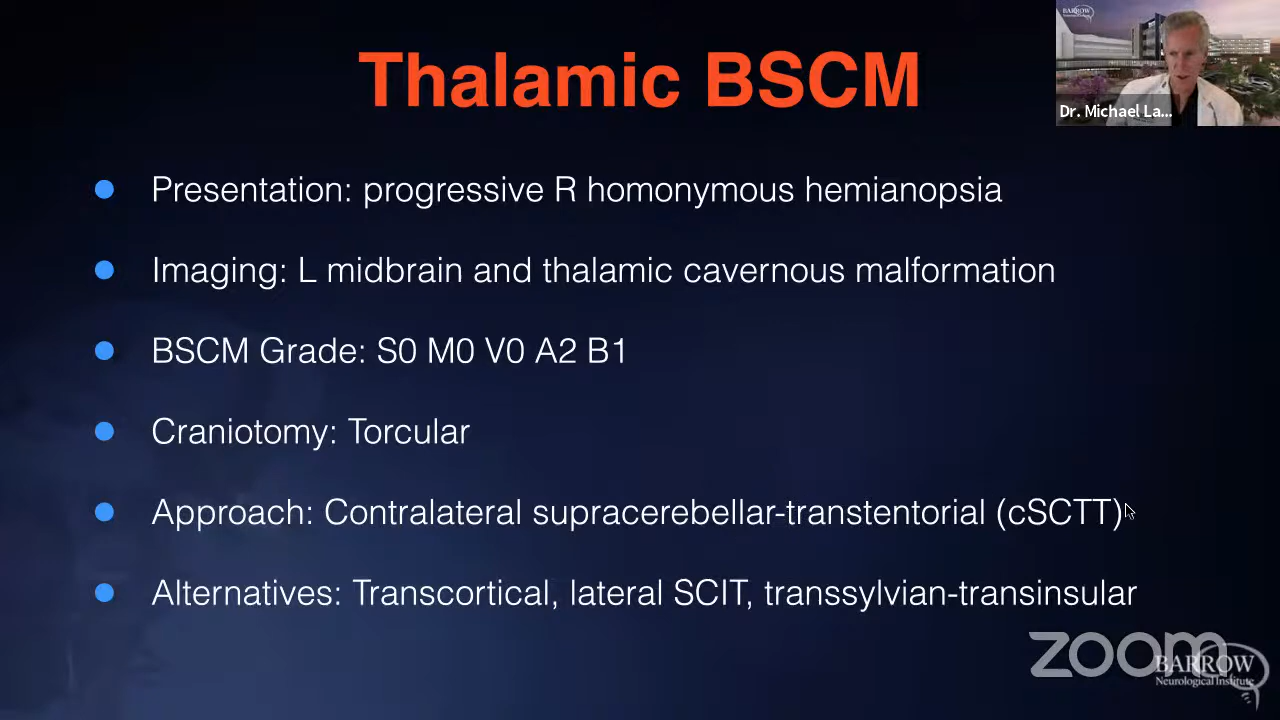 Thalamic BSCM
BARROW
Dr. Michael La...
Presentation: progressive R homonymous hemianopsia
Imaging: L midbrain and thalamic cavernous malformation
BSCM Grade: S0 M0 V0 A2 B1
Craniotomy: Torcular
Approach: Contralateral supracerebellar-transtentorial (cSCTT)
Alternatives: Transcortical, lateral SCIT, transsylvian-transinsular
zoom
BARROW
Neurological Institute